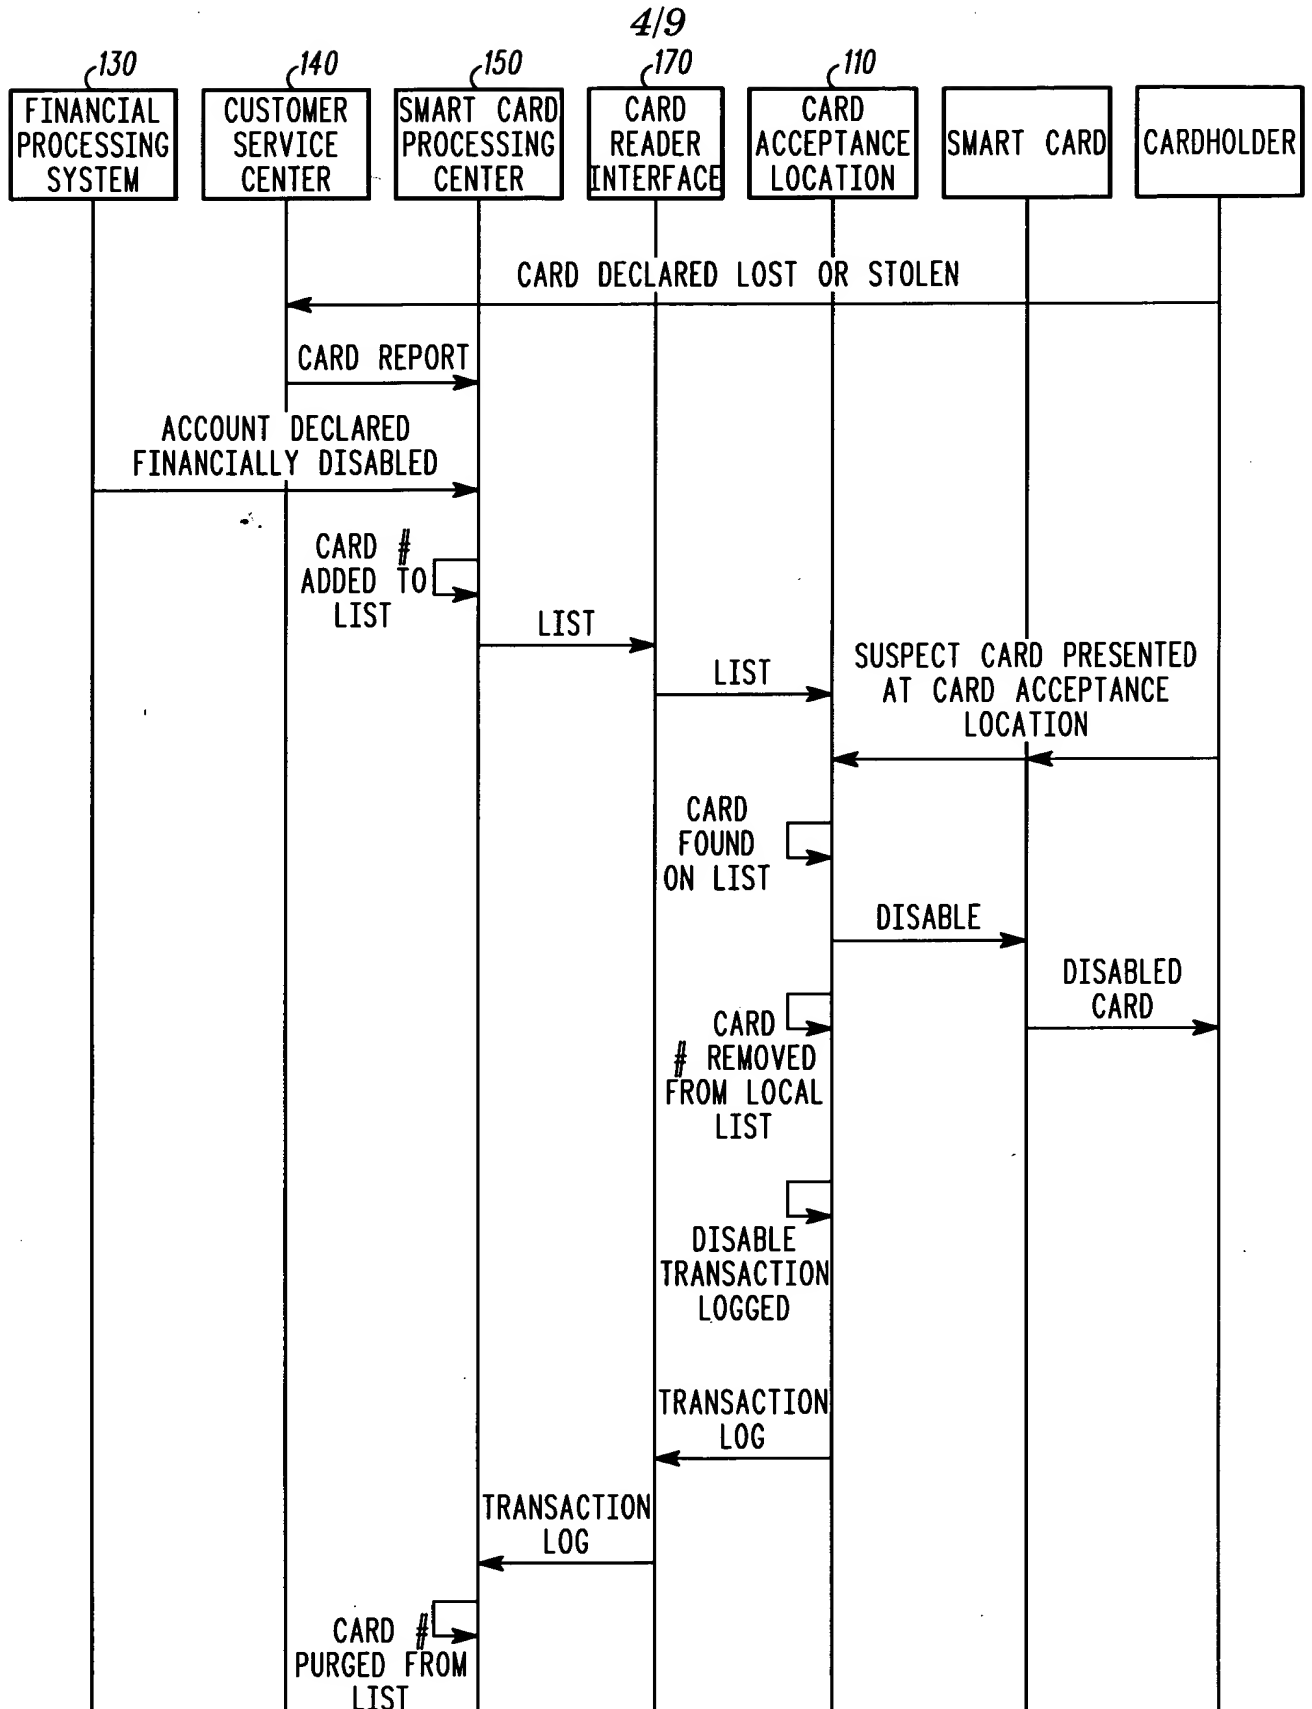 4/9
130
140
150
170
110
FINANCIAL
PROCESSING
SYSTEM
CUSTOMER
SERVICE
CENTER
SMART CARD
PROCESSING
CENTER
CARD
READER
INTERFACE
CARD
ACCEPTANCE
LOCATION
SMART CARD
CARDHOLDER
CARD DECLARED LOST OR STOLEN
CARD REPORT
ACCOUNT DECLARED
FINANCIALLY DISABLED
CARD #
ADDED TO
LIST
LIST
LIST
SUSPECT CARD PRESENTED
AT CARD ACCEPTANCE
LOCATION
CARD
FOUND
ON LIST
DISABLE
DISABLED
CARD
CARD
# REMOVED
FROM LOCAL
LIST
DISABLE
TRANSACTION
LOGGED
TRANSACTION
LOG
TRANSACTION
LOG
CARD #
PURGED FROM
LIST